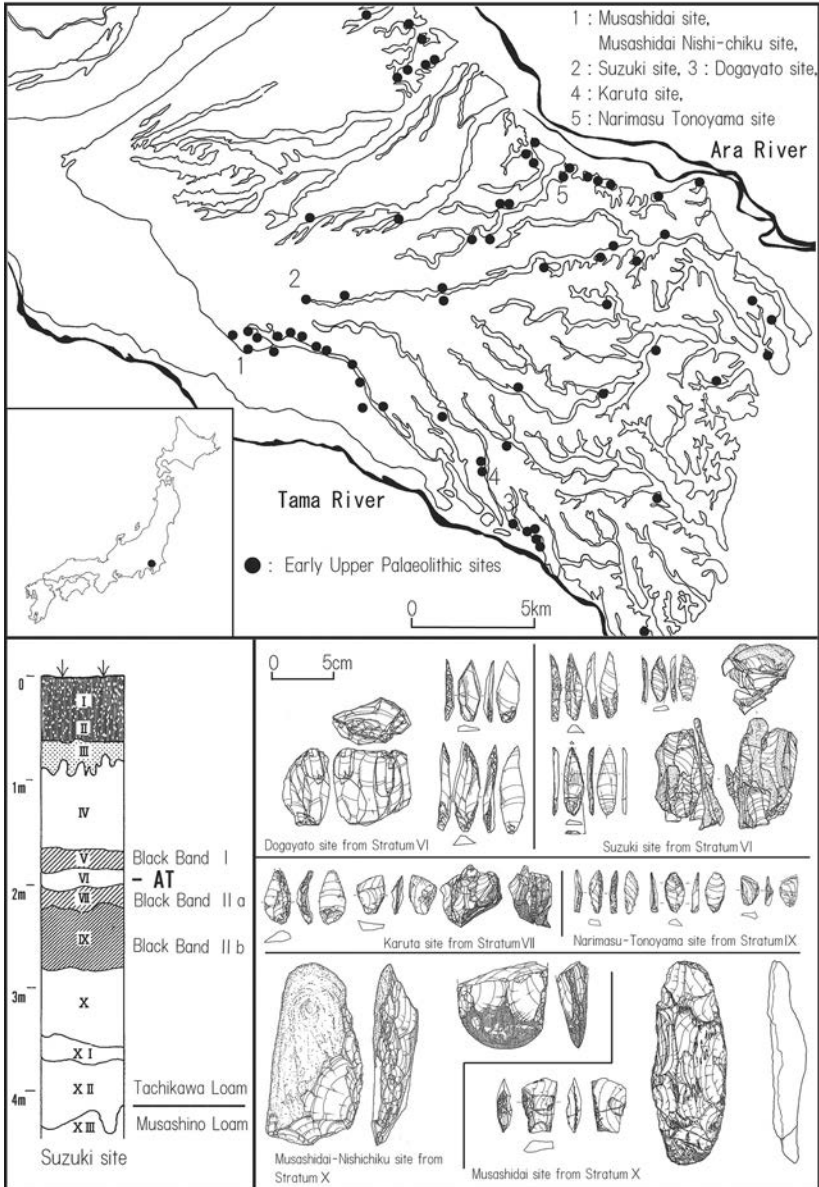 1 : Musashidai site,
Musashidai Nishi-chiku site,
2 : Suzuki site, 3 : Dogayato site,
4 : Karuta site,
5 : Narimasu Tonoyama site
Ara River
5
2
1
4
3
Tama River
● : Early Upper Palaeolithic sites
0 5km
0
I
II
III
1m
IV
V Black Band I
VI - AT
2m
VII Black Band II a
IX Black Band II b
3m
X
X I
X II Tachikawa Loam
4m
X III Musashino Loam
Suzuki site
0 5cm
Dogayato site from Stratum VI
Suzuki site from Stratum VI
Karuta site from Stratum VII
Narimasu-Tonoyama site from Stratum IX
Musashidai-Nishichiku site from
Stratum X
Musashidai site from Stratum X